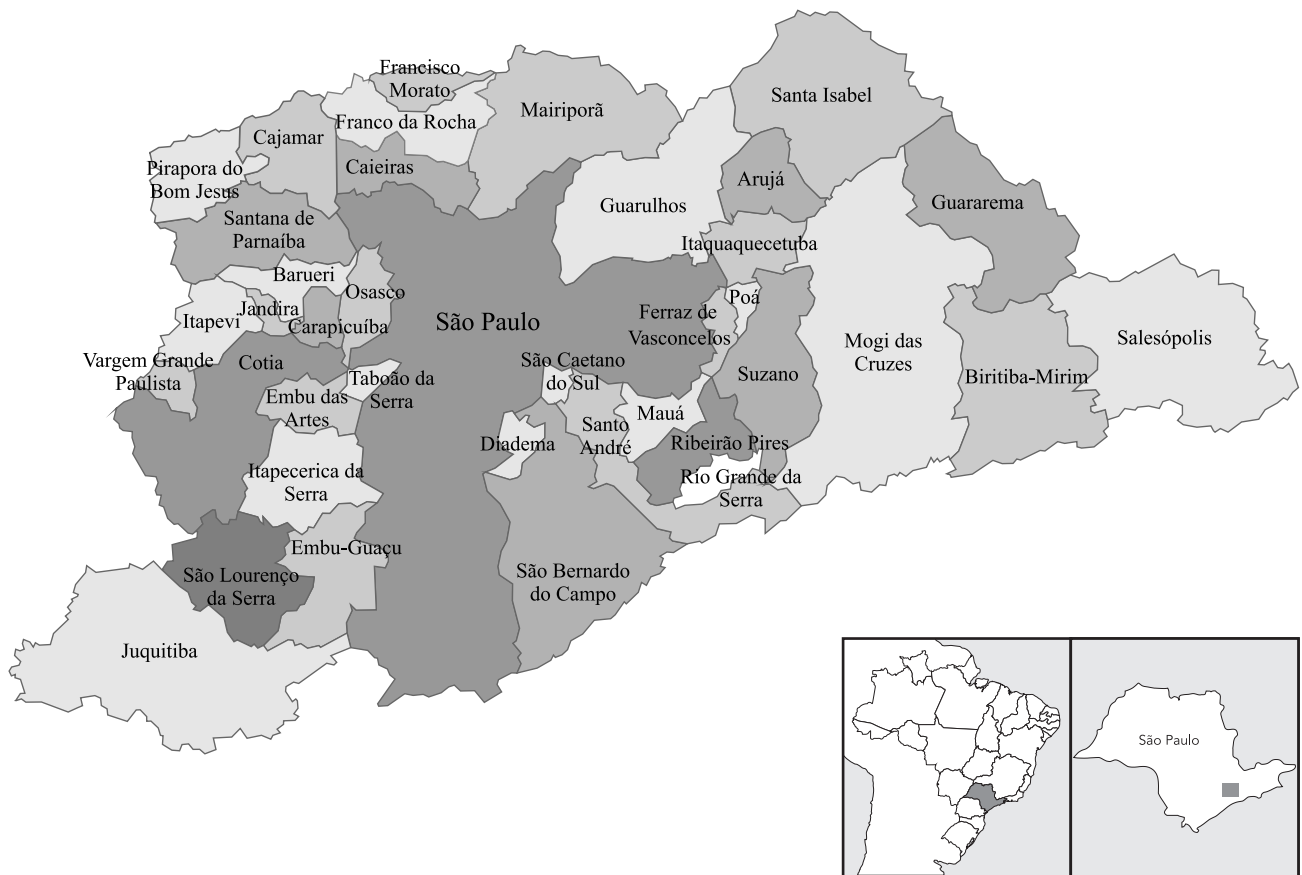 Francisco
Morato
Santa Isabel
Mairiporã
Franco da Rocha
Cajamar
Caieiras
Pirapora do
Bom Jesus
Arujá
Guararema
Guarulhos
Santana de
Parnaíba
Itaquaquecetuba
Barueri
Osasco
Poá
Jandira
Itapevi
Carapicuíba
São Paulo
Ferraz de
Vasconcelos
Mogi das
Cruzes
Salesópolis
Vargem Grande
Paulista
Cotia
São Caetano
do Sul
Taboão da
Serra
Suzano
Biritiba-Mirim
Embu das
Artes
Mauá
Santo
André
Diadema
Ribeirão Pires
Itapecerica da
Serra
Río Grande da
Serra
Embu-Guaçu
São Lourenço
da Serra
São Bernardo
do Campo
Juquitiba
São Paulo